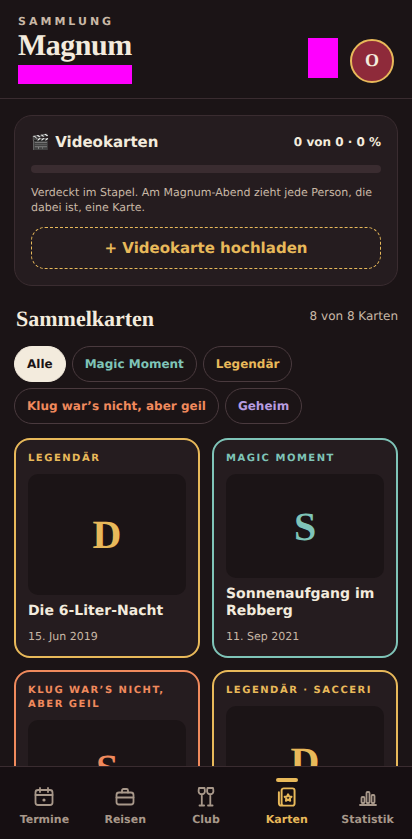 SAMMLUNG
Magnum
O
🎬 Videokarten
0 von 0 · 0 %
Verdeckt im Stapel. Am Magnum-Abend zieht jede Person, die
dabei ist, eine Karte.
+ Videokarte hochladen
Sammelkarten
8 von 8 Karten
Alle
Magic Moment
Legendär
Klug war’s nicht, aber geil
Geheim
LEGENDÄR
D
Die 6-Liter-Nacht
15. Jun 2019
MAGIC MOMENT
S
Sonnenaufgang im
Rebberg
11. Sep 2021
KLUG WAR’S NICHT,
ABER GEIL
S
LEGENDÄR · SACCERI
D
Termine
Reisen
Club
Karten
Statistik